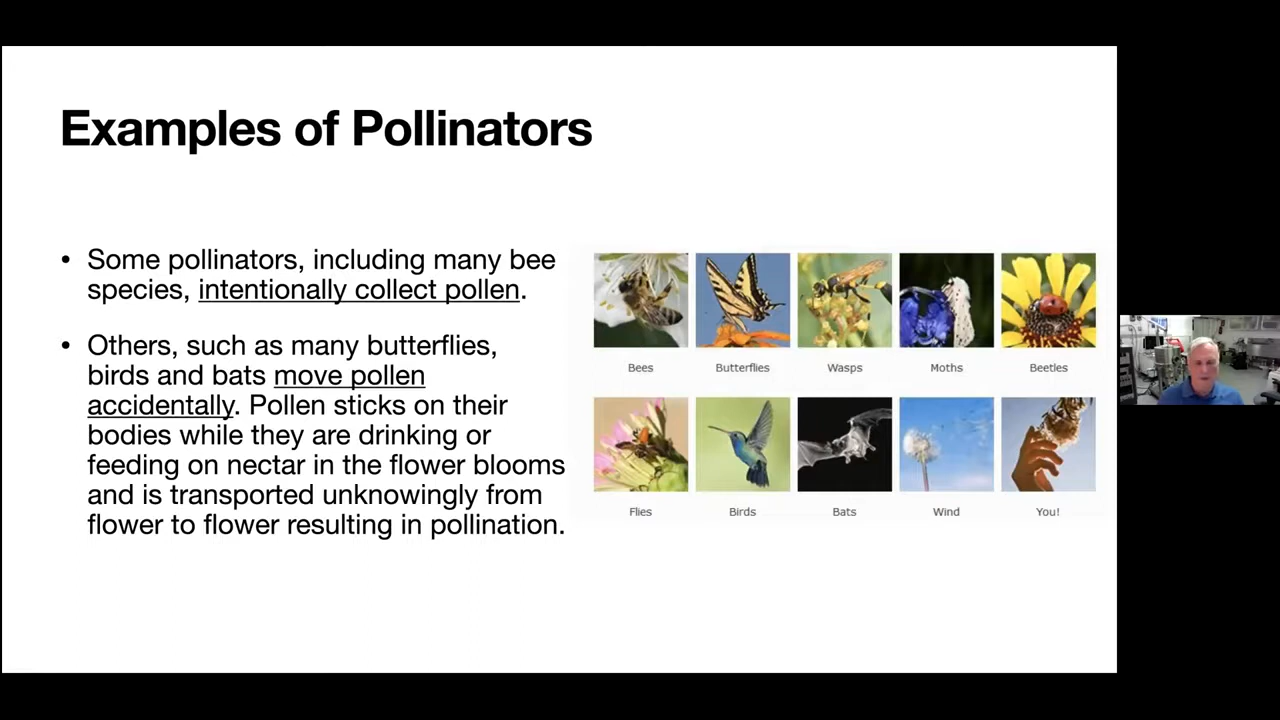 Examples of Pollinators
• Some pollinators, including many bee
species, intentionally collect pollen.
• Others, such as many butterflies,
birds and bats move pollen
accidentally. Pollen sticks on their
bodies while they are drinking or
feeding on nectar in the flower blooms
and is transported unknowingly from
flower to flower resulting in pollination.
Bees
Butterflies
Wasps
Moths
Beetles
Flies
Birds
Bats
Wind
You!